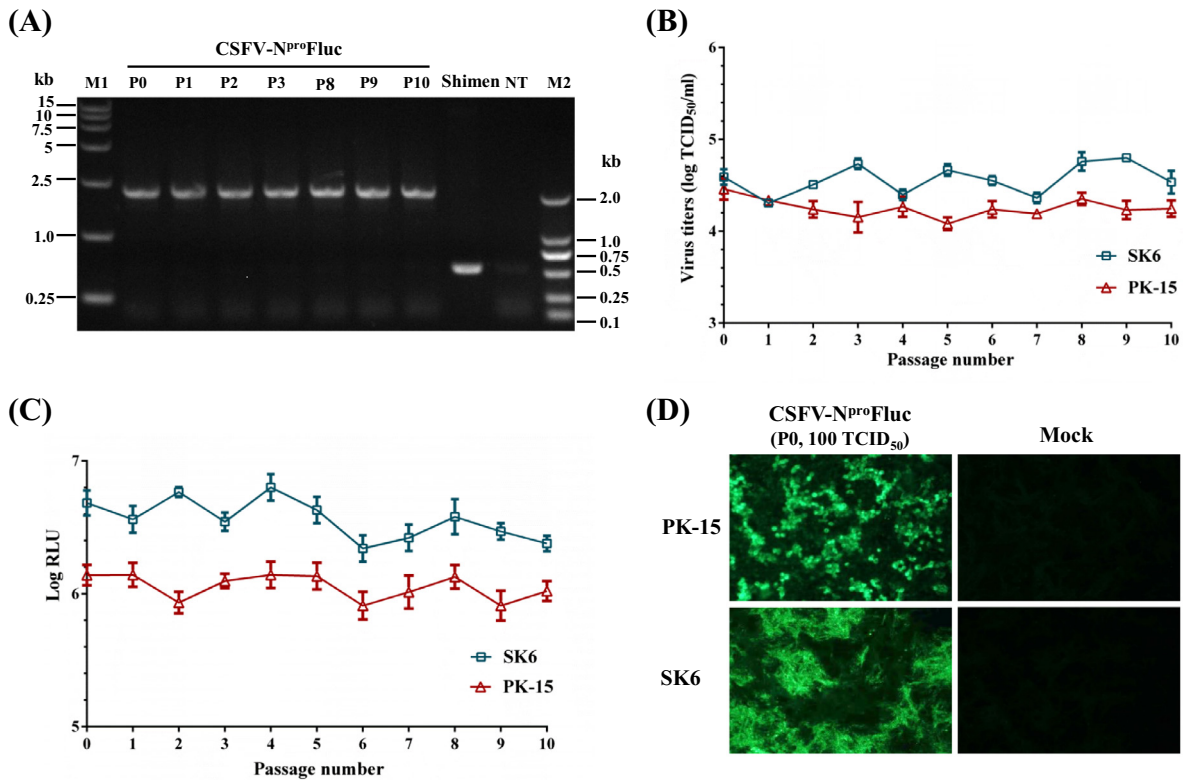 (A)
CSFV-NproFluc
kb M1 P0 P1 P2 P3 P8 P9 P10 Shimen NT M2
15
10
7.5
5
2.5
1.0
0.25
kb
2.0
1.0
0.75
0.5
0.25
0.1
(B)
Virus titers (log TCID50/ml)
6
5
4
3
0 1 2 3 4 5 6 7 8 9 10
Passage number
SK6
PK-15
(C)
Log RLU
7
6
5
0 1 2 3 4 5 6 7 8 9 10
Passage number
SK6
PK-15
(D)
CSFV-NproFluc
(P0, 100 TCID50)
Mock
PK-15
SK6